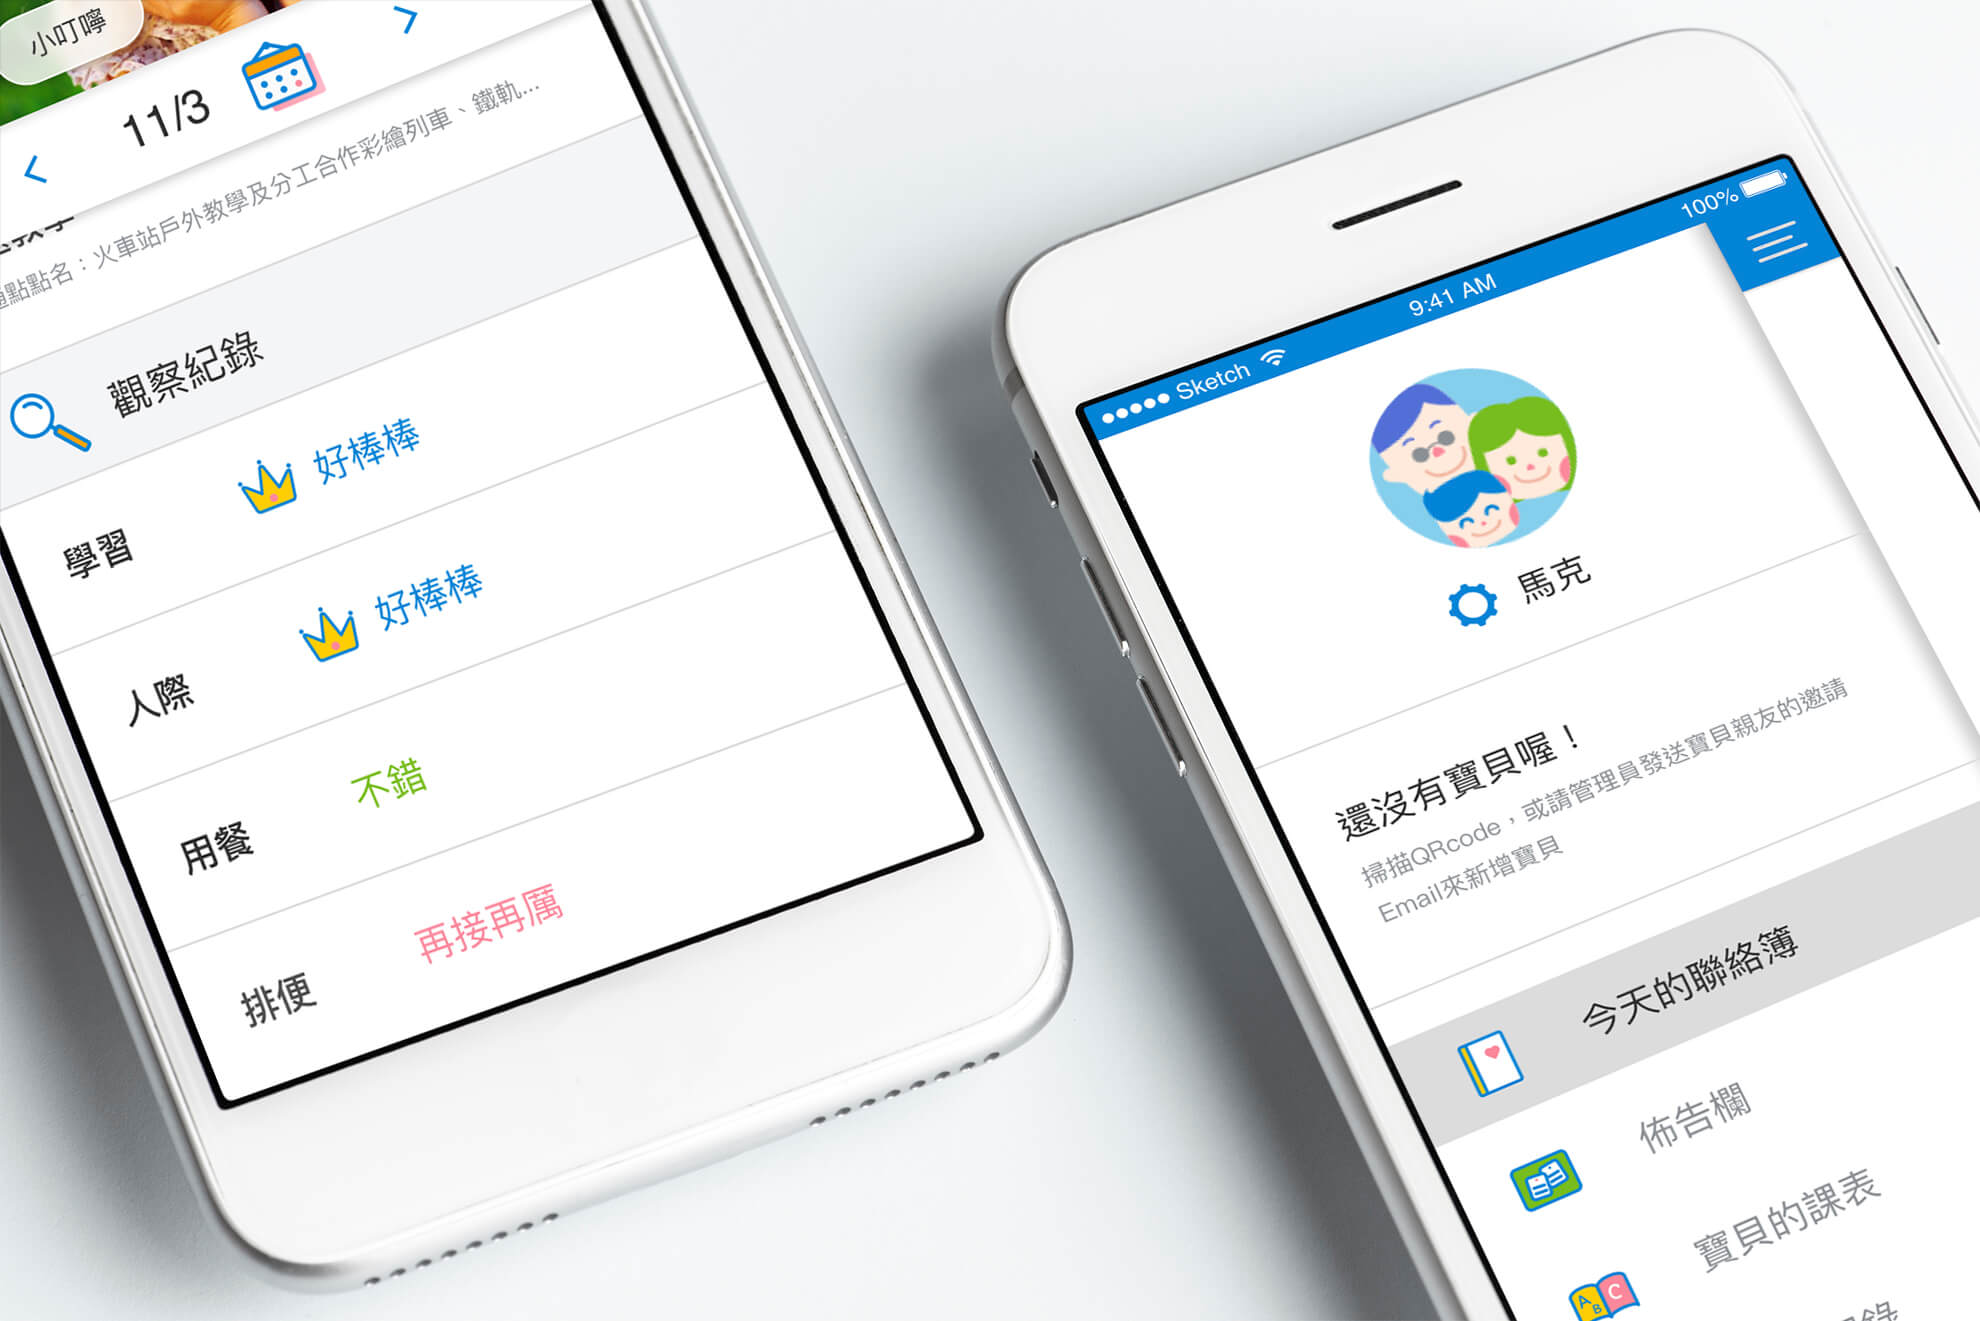 小叮嚀
11/3
點點名：火車站戶外教學及分工合作彩繪列車、鐵軌...
觀察紀錄
學習 好棒棒
人際 好棒棒
用餐 不錯
排便 再接再厲
Sketch 9:41 AM 100%
馬克
還沒有寶貝喔！
掃描QRcode，或請管理員發送寶貝親友的邀請
Email來新增寶貝
今天的聯絡簿
佈告欄
寶貝的課表
A B C
錄